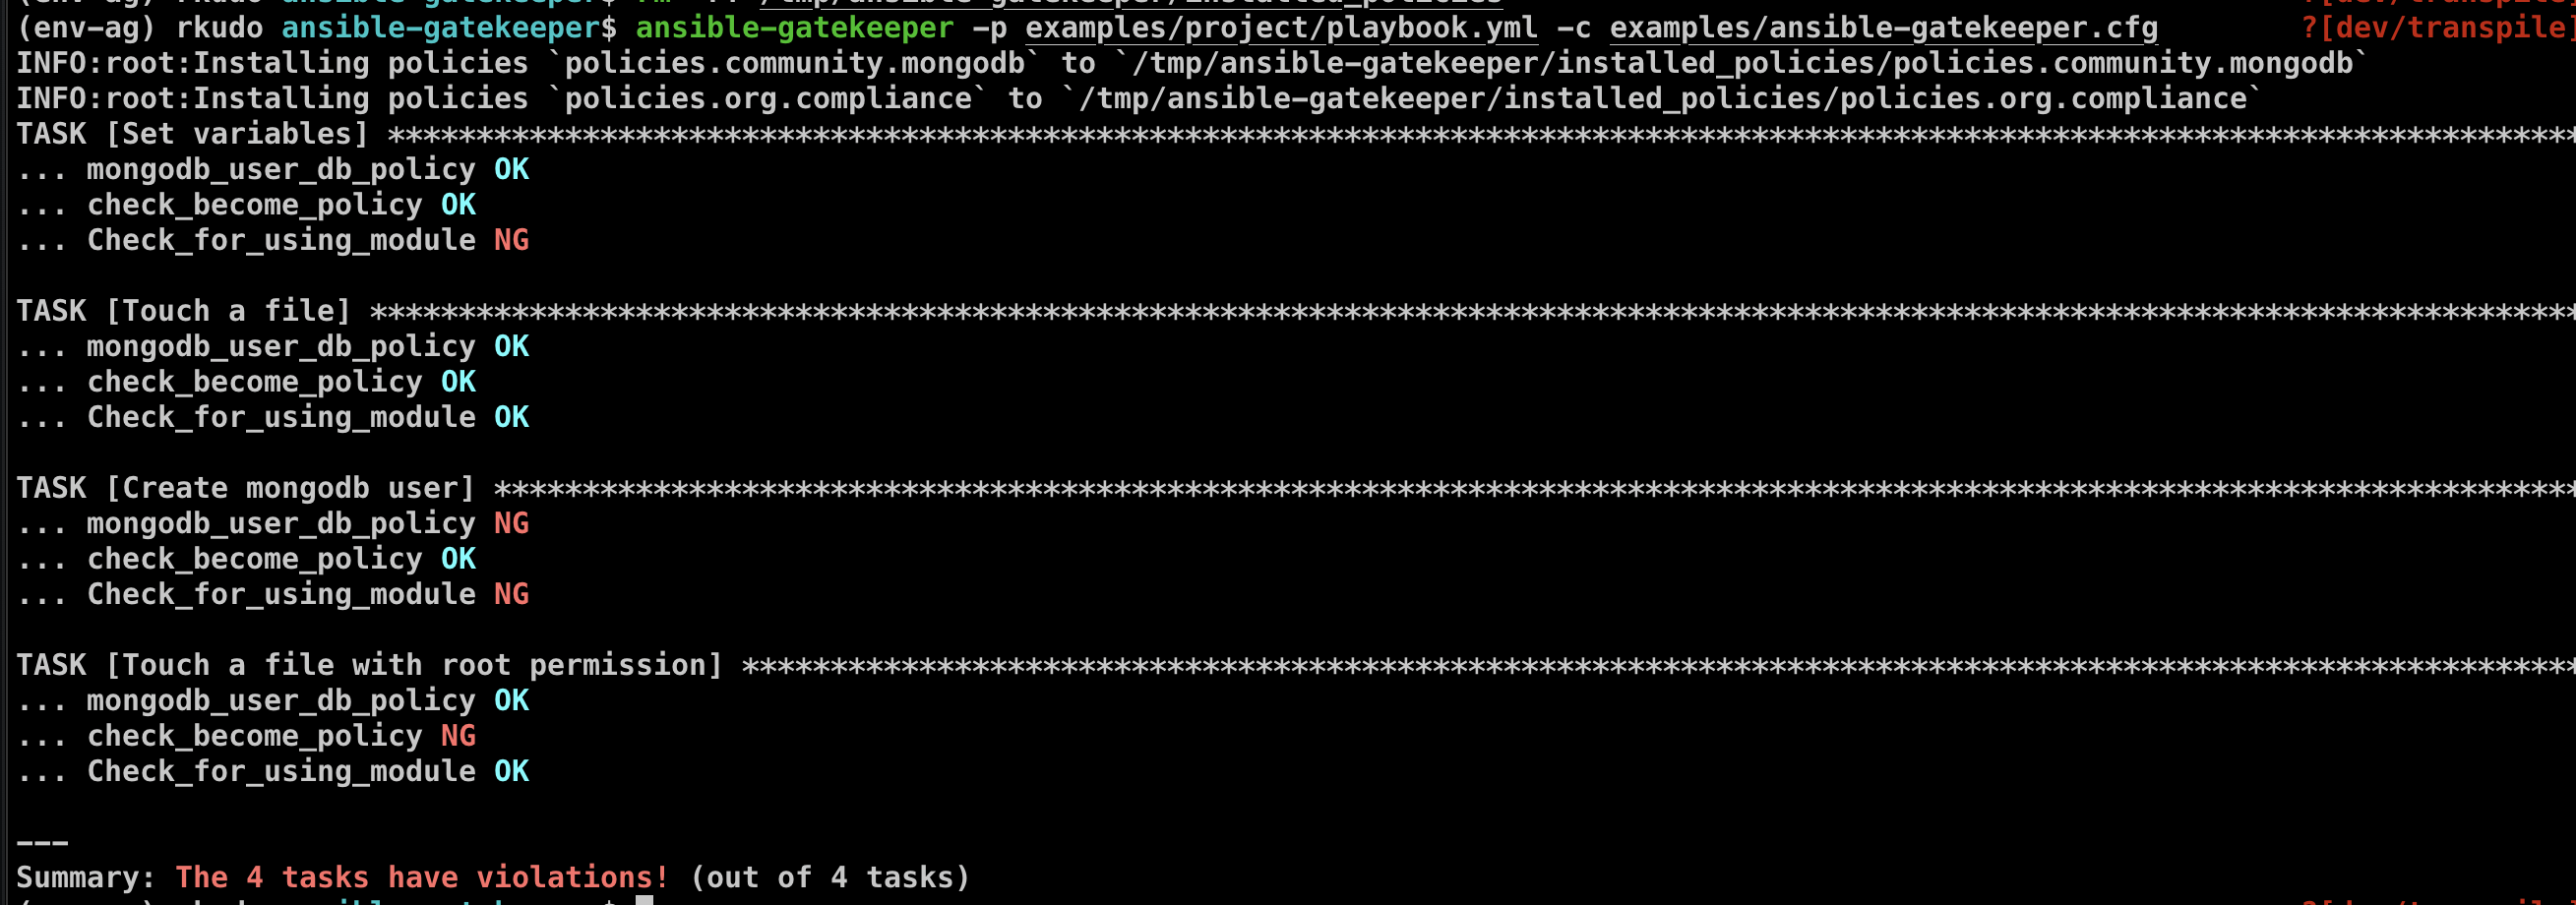 (env-ag) rkudo ansible-gatekeeper$ rm -rf /tmp/ansible-gatekeeper/installed_policies ?[dev/transpile]
(env-ag) rkudo ansible-gatekeeper$ ansible-gatekeeper -p examples/project/playbook.yml -c examples/ansible-gatekeeper.cfg ?[dev/transpile]
INFO:root:Installing policies `policies.community.mongodb` to `/tmp/ansible-gatekeeper/installed_policies/policies.community.mongodb`
INFO:root:Installing policies `policies.org.compliance` to `/tmp/ansible-gatekeeper/installed_policies/policies.org.compliance`
TASK [Set variables] ****************************************************************************************************************************
... mongodb_user_db_policy OK
... check_become_policy OK
... Check_for_using_module NG
TASK [Touch a file] *****************************************************************************************************************************
... mongodb_user_db_policy OK
... check_become_policy OK
... Check_for_using_module OK
TASK [Create mongodb user] **********************************************************************************************************************
... mongodb_user_db_policy NG
... check_become_policy OK
... Check_for_using_module NG
TASK [Touch a file with root permission] ********************************************************************************************************
... mongodb_user_db_policy OK
... check_become_policy NG
... Check_for_using_module OK
---
Summary: The 4 tasks have violations! (out of 4 tasks)